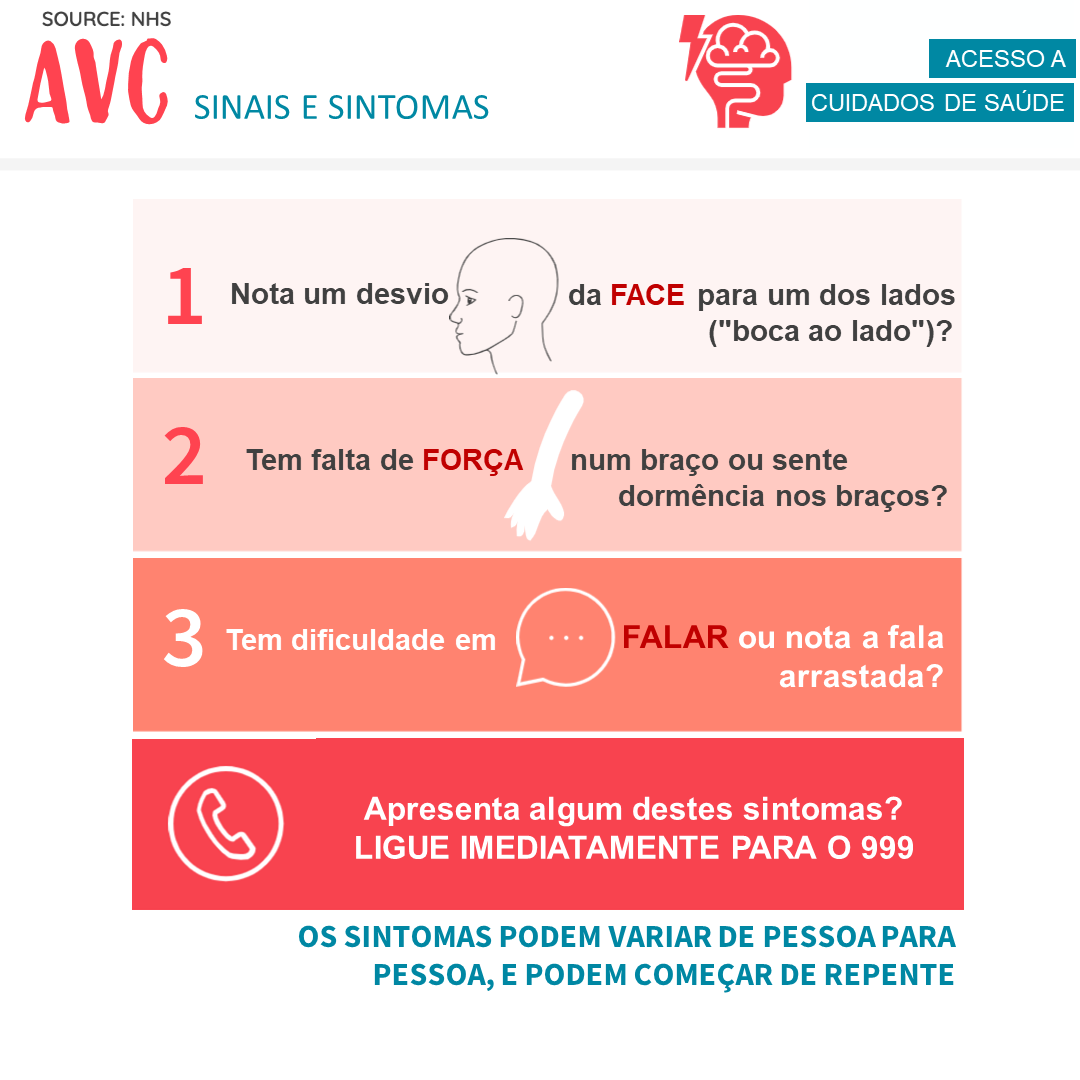 SOURCE: NHS
AVC SINAIS E SINTOMAS
ACESSO A
CUIDADOS DE SAÚDE
1 Nota um desvio da FACE para um dos lados
("boca ao lado")?
2 Tem falta de FORÇA num braço ou sente
dormência nos braços?
3 Tem dificuldade em FALAR ou nota a fala
arrastada?
Apresenta algum destes sintomas?
LIGUE IMEDIATAMENTE PARA O 999
OS SINTOMAS PODEM VARIAR DE PESSOA PARA
PESSOA, E PODEM COMEÇAR DE REPENTE